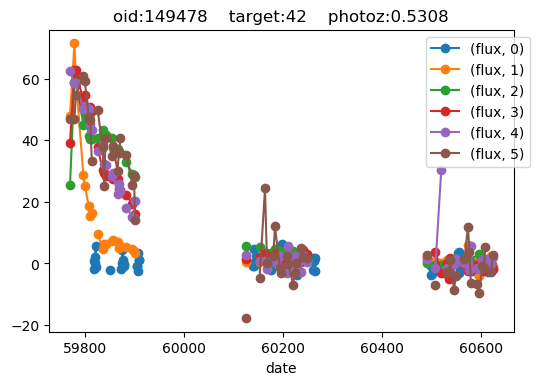 oid:149478    target:42    photoz:0.5308
(flux, 0)
(flux, 1)
(flux, 2)
(flux, 3)
(flux, 4)
(flux, 5)
60
40
20
0
−20
59800 60000 60200 60400 60600
date